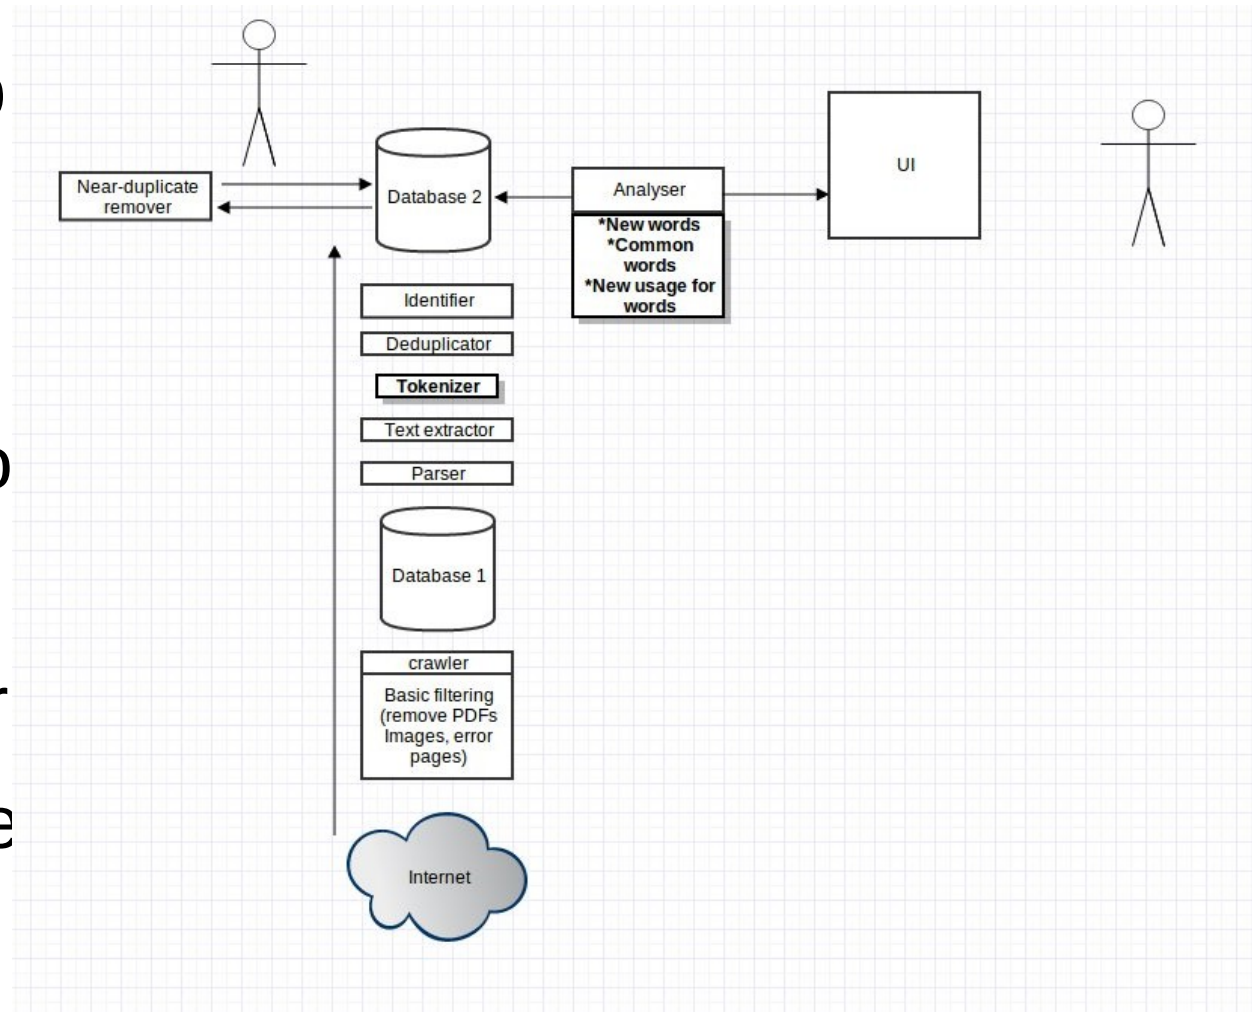 Near-duplicate
remover
Database 2
Analyser
*New words
*Common
words
*New usage for
words
UI
Identifier
Deduplicator
Tokenizer
Text extractor
Parser
Database 1
crawler
Basic filtering
(remove PDFs
Images, error
pages)
Internet